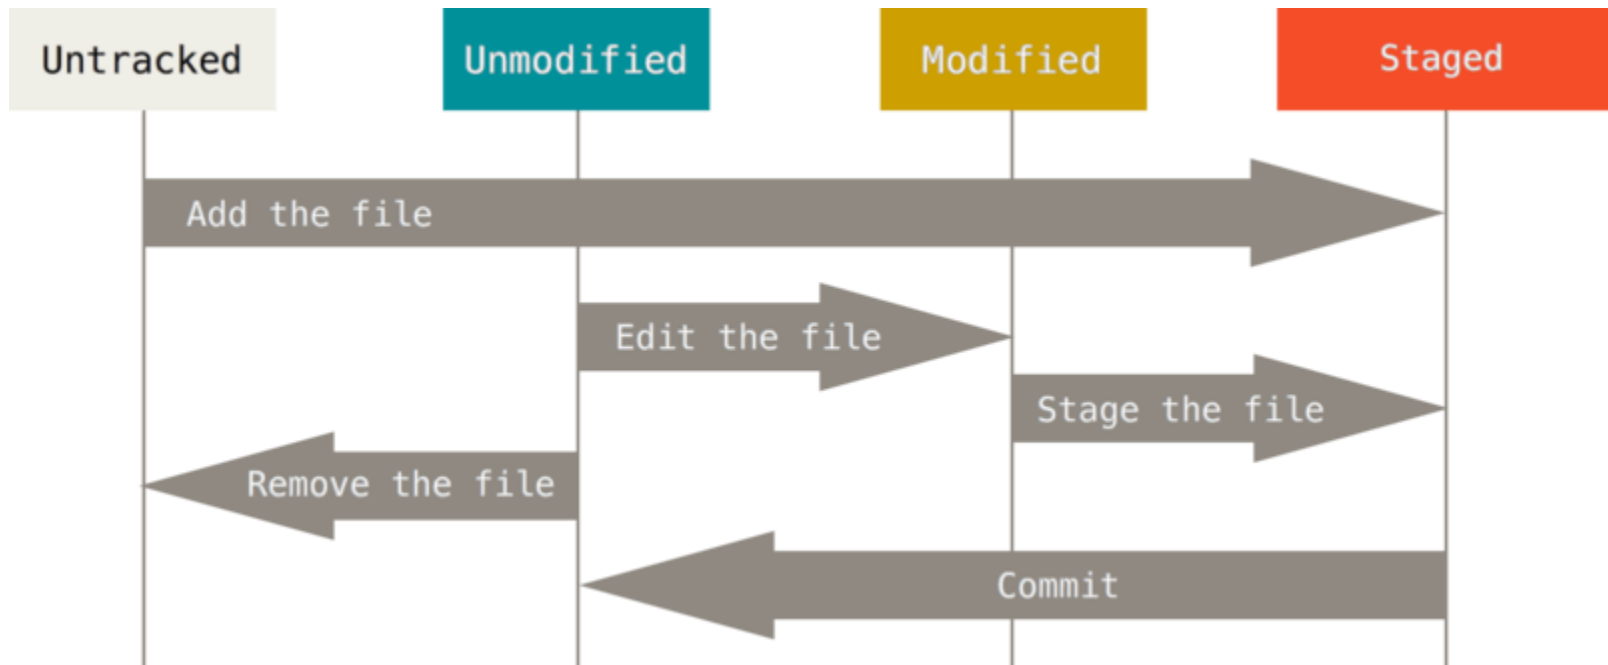 Untracked
Unmodified
Modified
Staged
Add the file
Edit the file
Stage the file
Remove the file
Commit